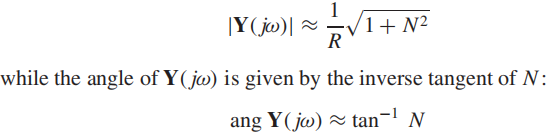 |Y(jω)| ≈ 1/R √(1 + N²)
while the angle of Y(jω) is given by the inverse tangent of N:
ang Y(jω) ≈ tan⁻¹ N